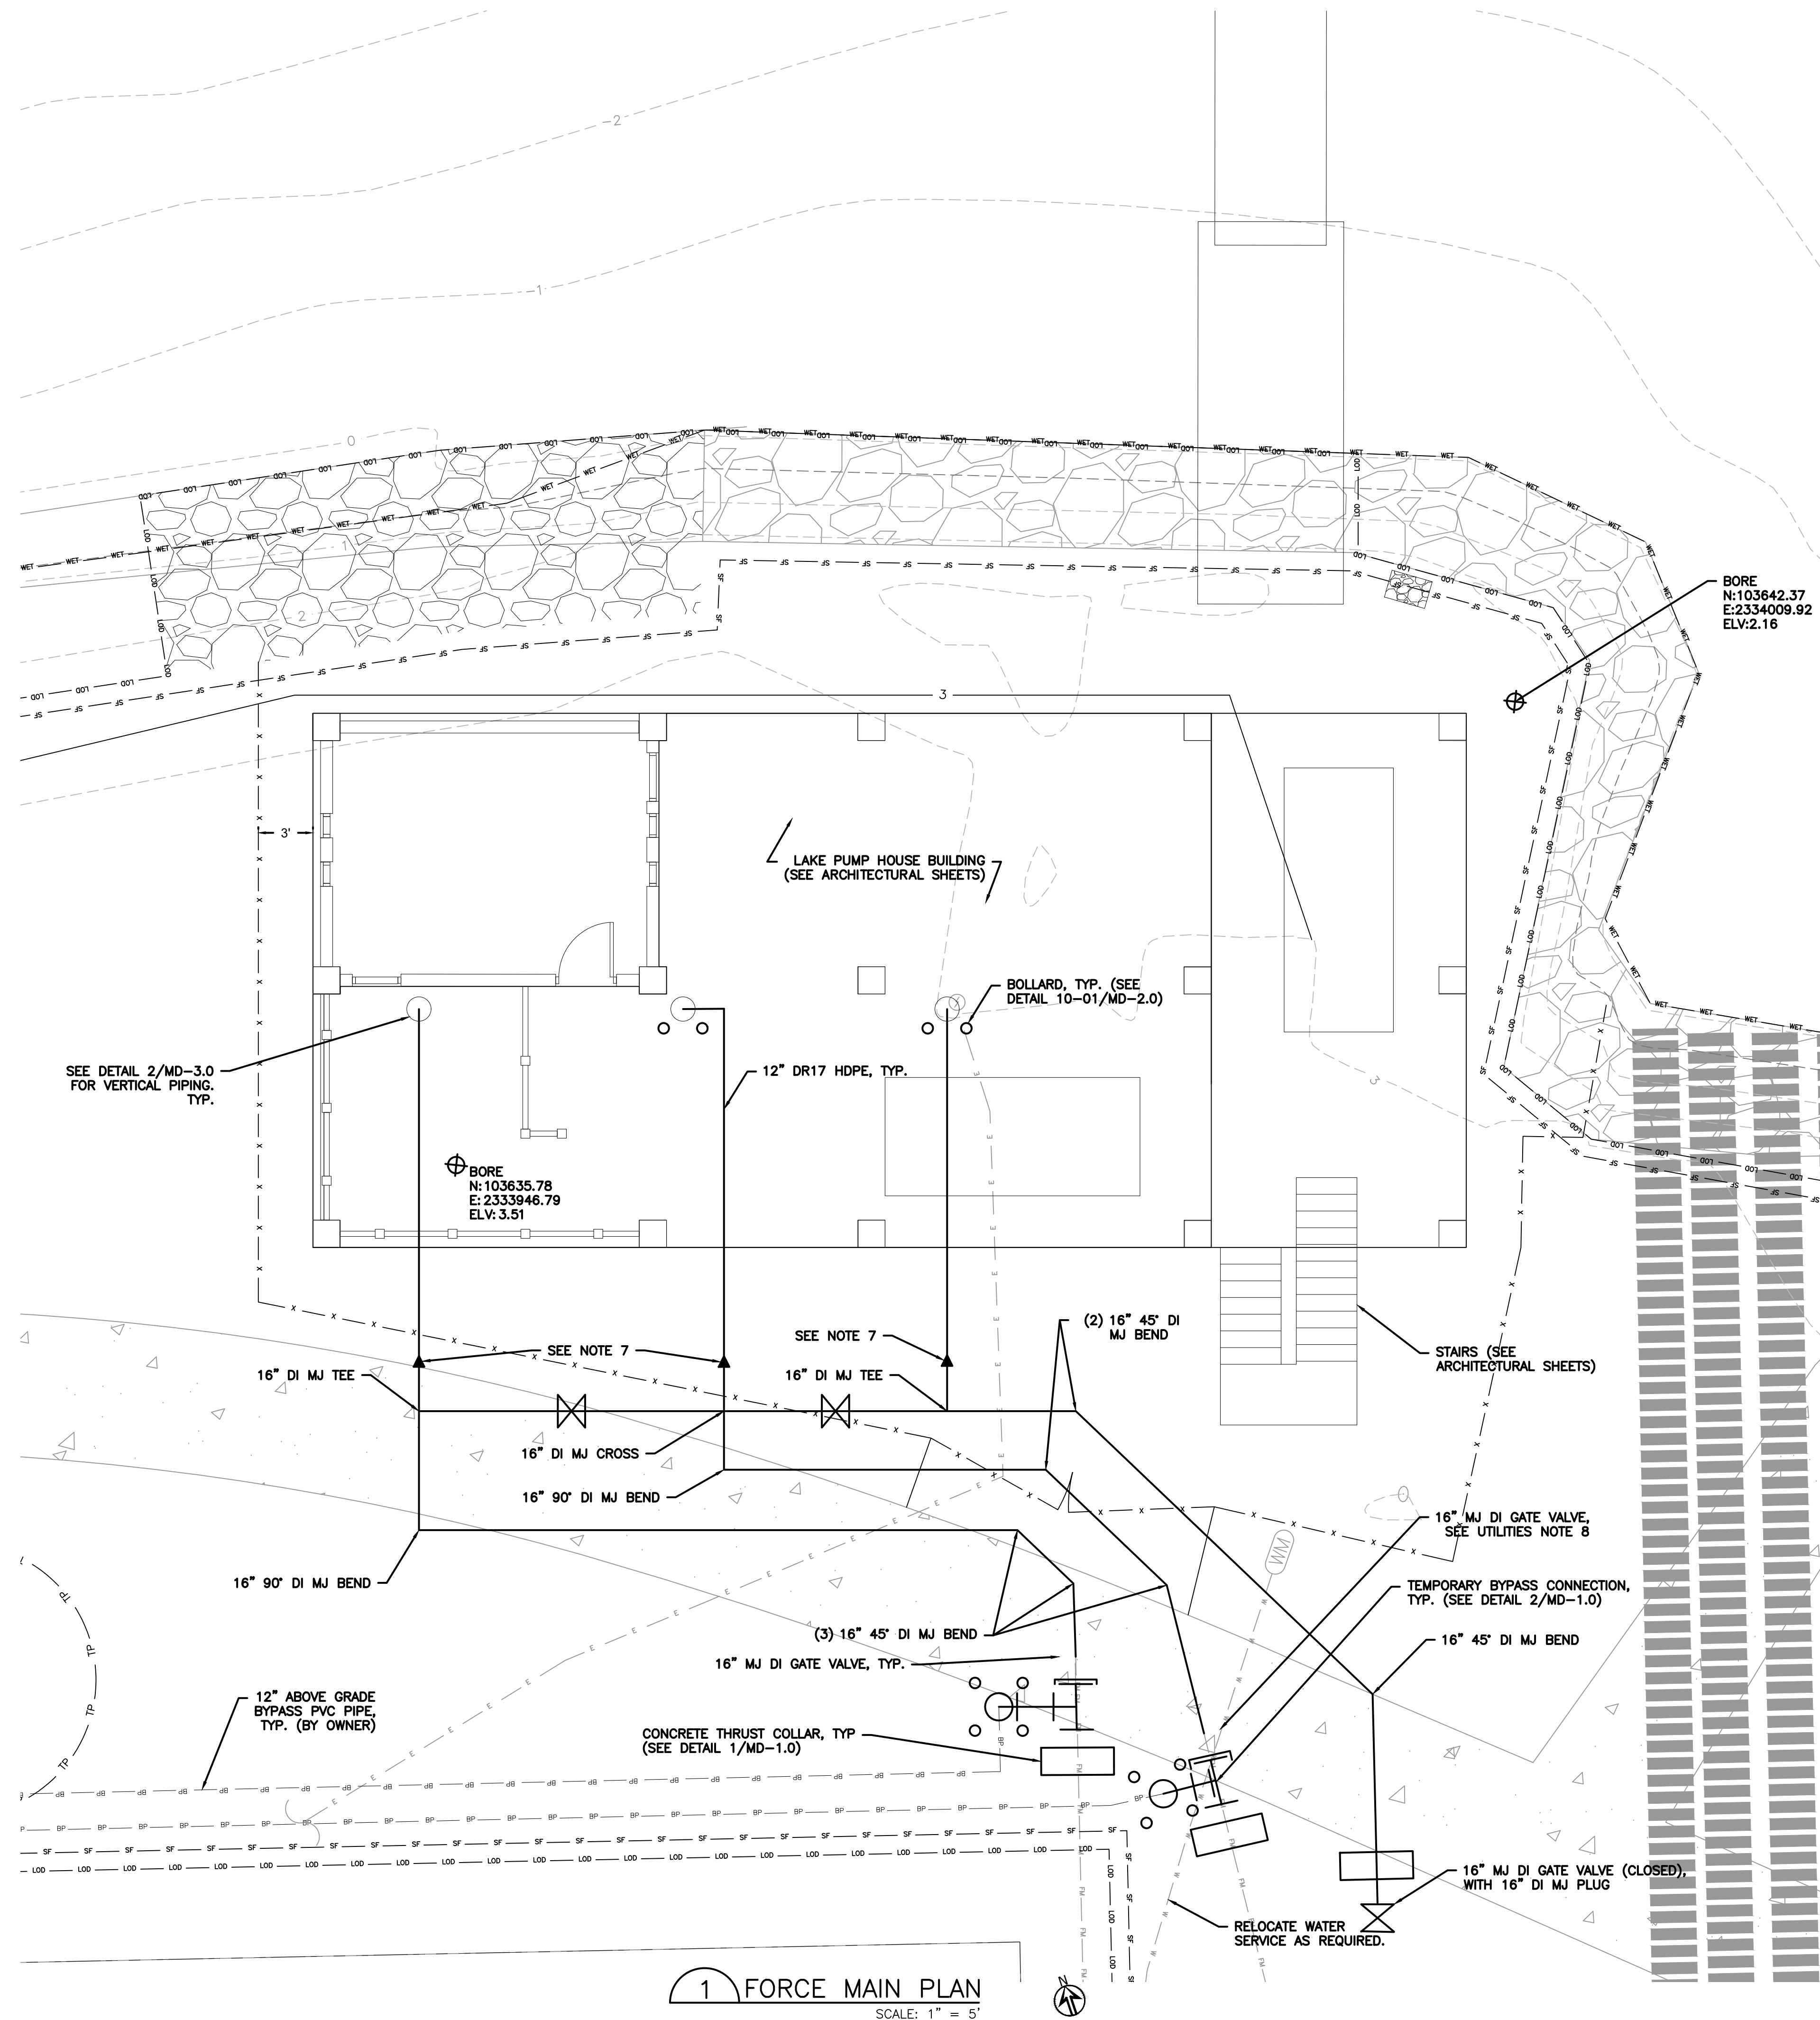 -2
-1
0
1
2
3
BORE
N:103642.37
E:2334009.92
ELV:2.16
3'
LAKE PUMP HOUSE BUILDING
(SEE ARCHITECTURAL SHEETS)
BOLLARD, TYP. (SEE
DETAIL 10-01/MD-2.0)
SEE DETAIL 2/MD-3.0
FOR VERTICAL PIPING.
TYP.
12" DR17 HDPE, TYP.
3
BORE
N:103635.78
E:2333946.79
ELV:3.51
(2) 16" 45° DI
MJ BEND
SEE NOTE 7
SEE NOTE 7
STAIRS (SEE
ARCHITECTURAL SHEETS)
16" DI MJ TEE
16" DI MJ TEE
16" DI MJ CROSS
16" 90° DI MJ BEND
16" MJ DI GATE VALVE,
SEE UTILITIES NOTE 8
WM
16" 90° DI MJ BEND
TEMPORARY BYPASS CONNECTION,
TYP. (SEE DETAIL 2/MD-1.0)
(3) 16" 45° DI MJ BEND
16" 45° DI MJ BEND
16" MJ DI GATE VALVE, TYP.
12" ABOVE GRADE
BYPASS PVC PIPE,
TYP. (BY OWNER)
CONCRETE THRUST COLLAR, TYP
(SEE DETAIL 1/MD-1.0)
16" MJ DI GATE VALVE (CLOSED),
WITH 16" DI MJ PLUG
RELOCATE WATER
SERVICE AS REQUIRED.
1 FORCE MAIN PLAN
SCALE: 1" = 5'
N